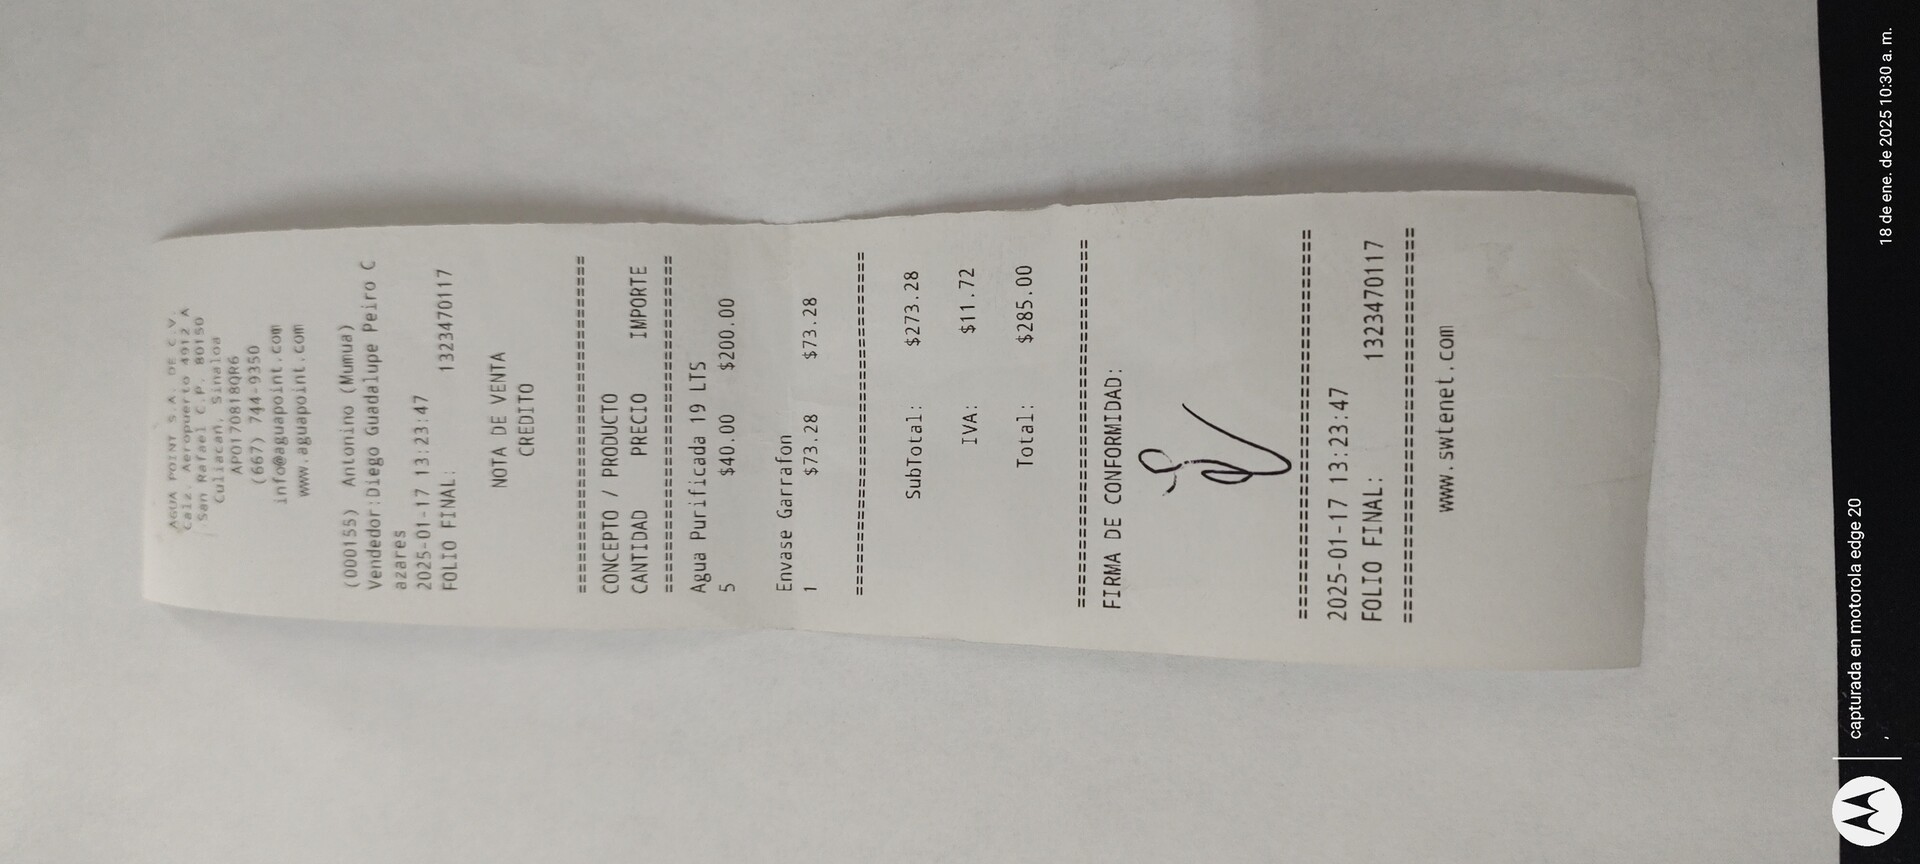 AGUA POINT S.A. DE C.V.
Calz. Aeropuerto 4912 A
San Rafael C.P. 80150
Culiacan, Sinaloa
APO170818QR6
(667) 744-9350
info@aguapoint.com
www.aguapoint.com
(000155) Antonino (Mumua)
Vendedor:Diego Guadalupe Peiro C
azares
2025-01-17 13:23:47
FOLIO FINAL: 1323470117
NOTA DE VENTA
CREDITO
================================
CONCEPTO / PRODUCTO
CANTIDAD PRECIO IMPORTE
================================
Agua Purificada 19 LTS
5 $40.00 $200.00
Envase Garrafon
1 $73.28 $73.28
================================
SubTotal: $273.28
IVA: $11.72
Total: $285.00
================================
FIRMA DE CONFORMIDAD:
================================
2025-01-17 13:23:47
FOLIO FINAL: 1323470117
================================
www.swtenet.com
capturada en motorola edge 20
, 18 de ene. de 2025 10:30 a. m.